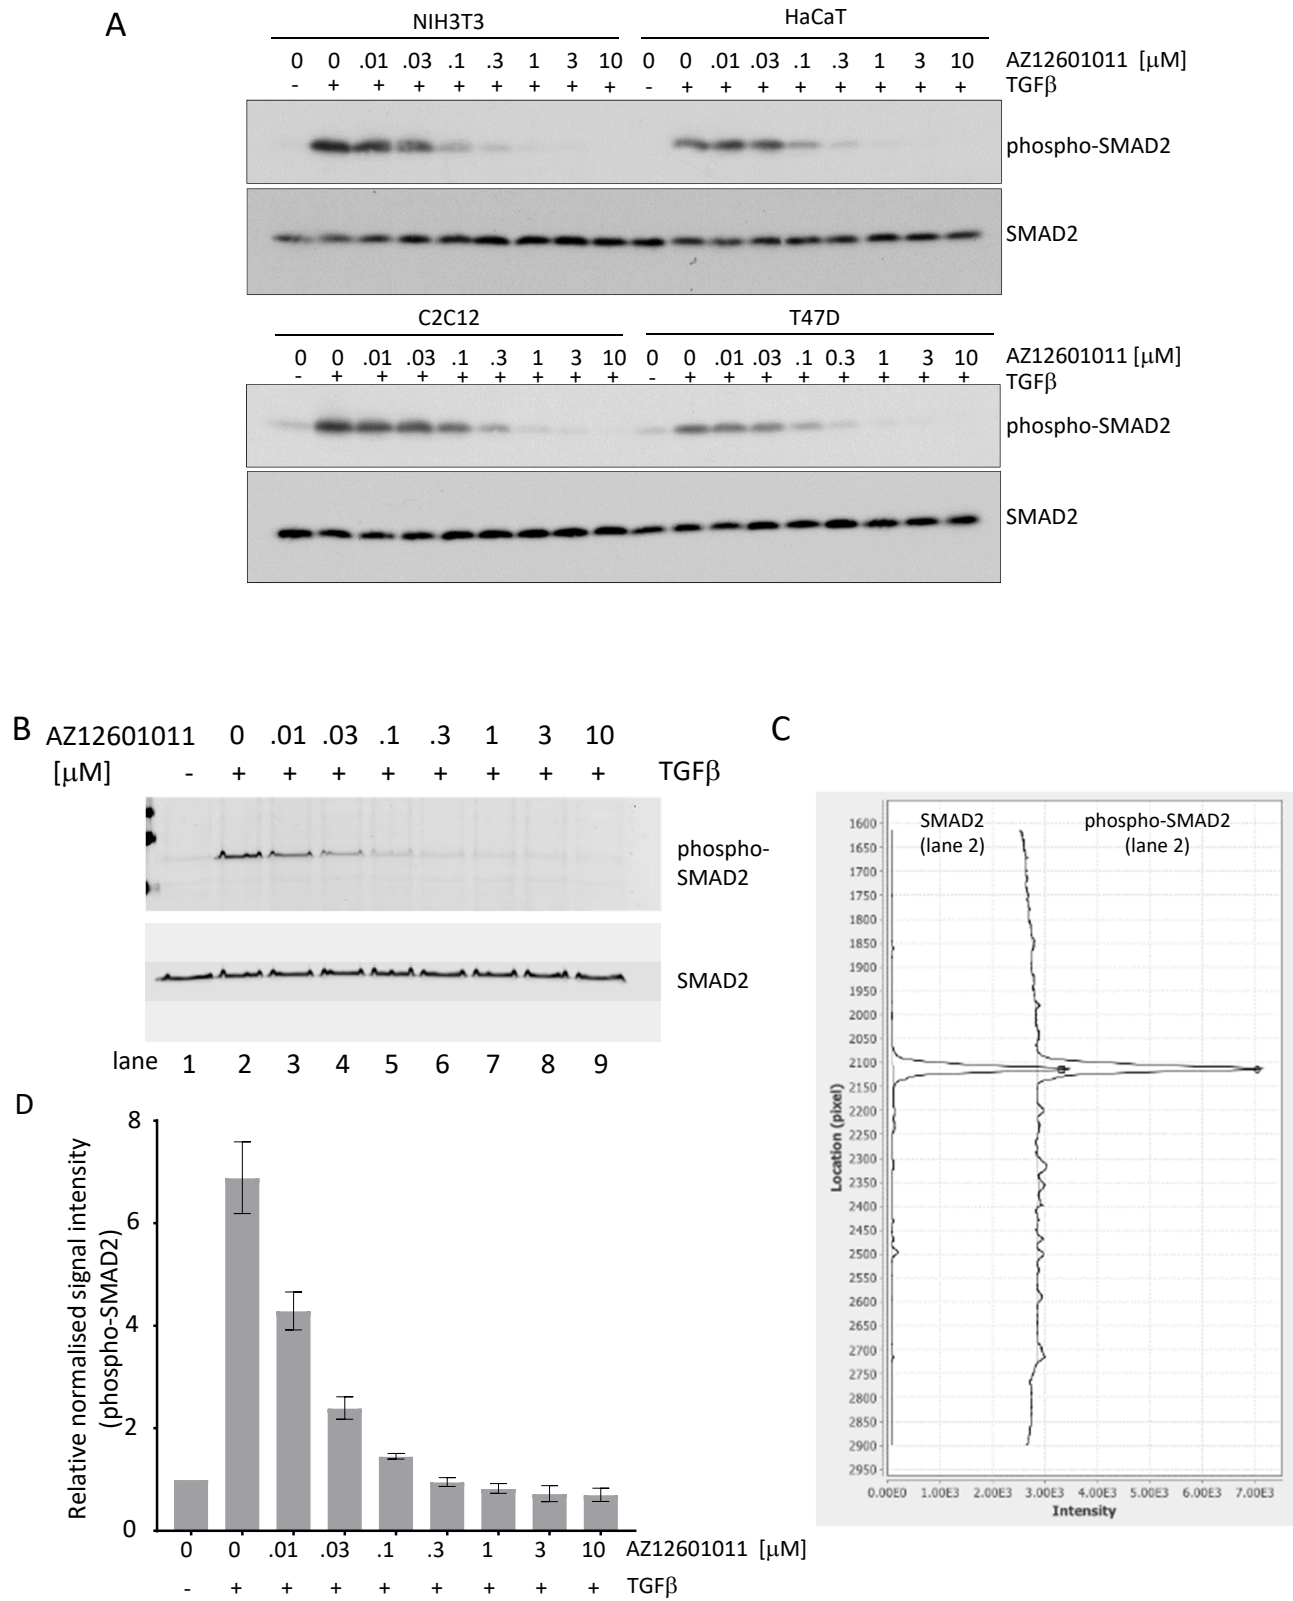 A
NIH3T3 HaCaT
0 0 .01 .03 .1 .3 1 3 10 0 0 .01 .03 .1 .3 1 3 10 AZ12601011 [μM]
- + + + + + + + + - + + + + + + + + TGFβ
phospho-SMAD2
SMAD2
C2C12 T47D
0 0 .01 .03 .1 .3 1 3 10 0 0 .01 .03 .1 0.3 1 3 10 AZ12601011 [μM]
- + + + + + + + + - + + + + + + + + TGFβ
phospho-SMAD2
SMAD2
B
AZ12601011 0 .01 .03 .1 .3 1 3 10
[μM] - + + + + + + + + TGFβ
phospho-
SMAD2
SMAD2
lane 1 2 3 4 5 6 7 8 9
C
SMAD2
(lane 2)
phospho-SMAD2
(lane 2)
1600
1650
1700
1750
1800
1850
1900
1950
2000
2050
2100
2150
2200
2250
2300
2350
2400
2450
2500
2550
2600
2650
2700
2750
2800
2850
2900
2950
Location (pixel)
0.00E0 1.00E3 2.00E3 3.00E3 4.00E3 5.00E3 6.00E3 7.00E3
Intensity
D
Relative normalised signal intensity
(phospho-SMAD2)
8
6
4
2
0
0 0 .01 .03 .1 .3 1 3 10 AZ12601011 [μM]
- + + + + + + + + TGFβ